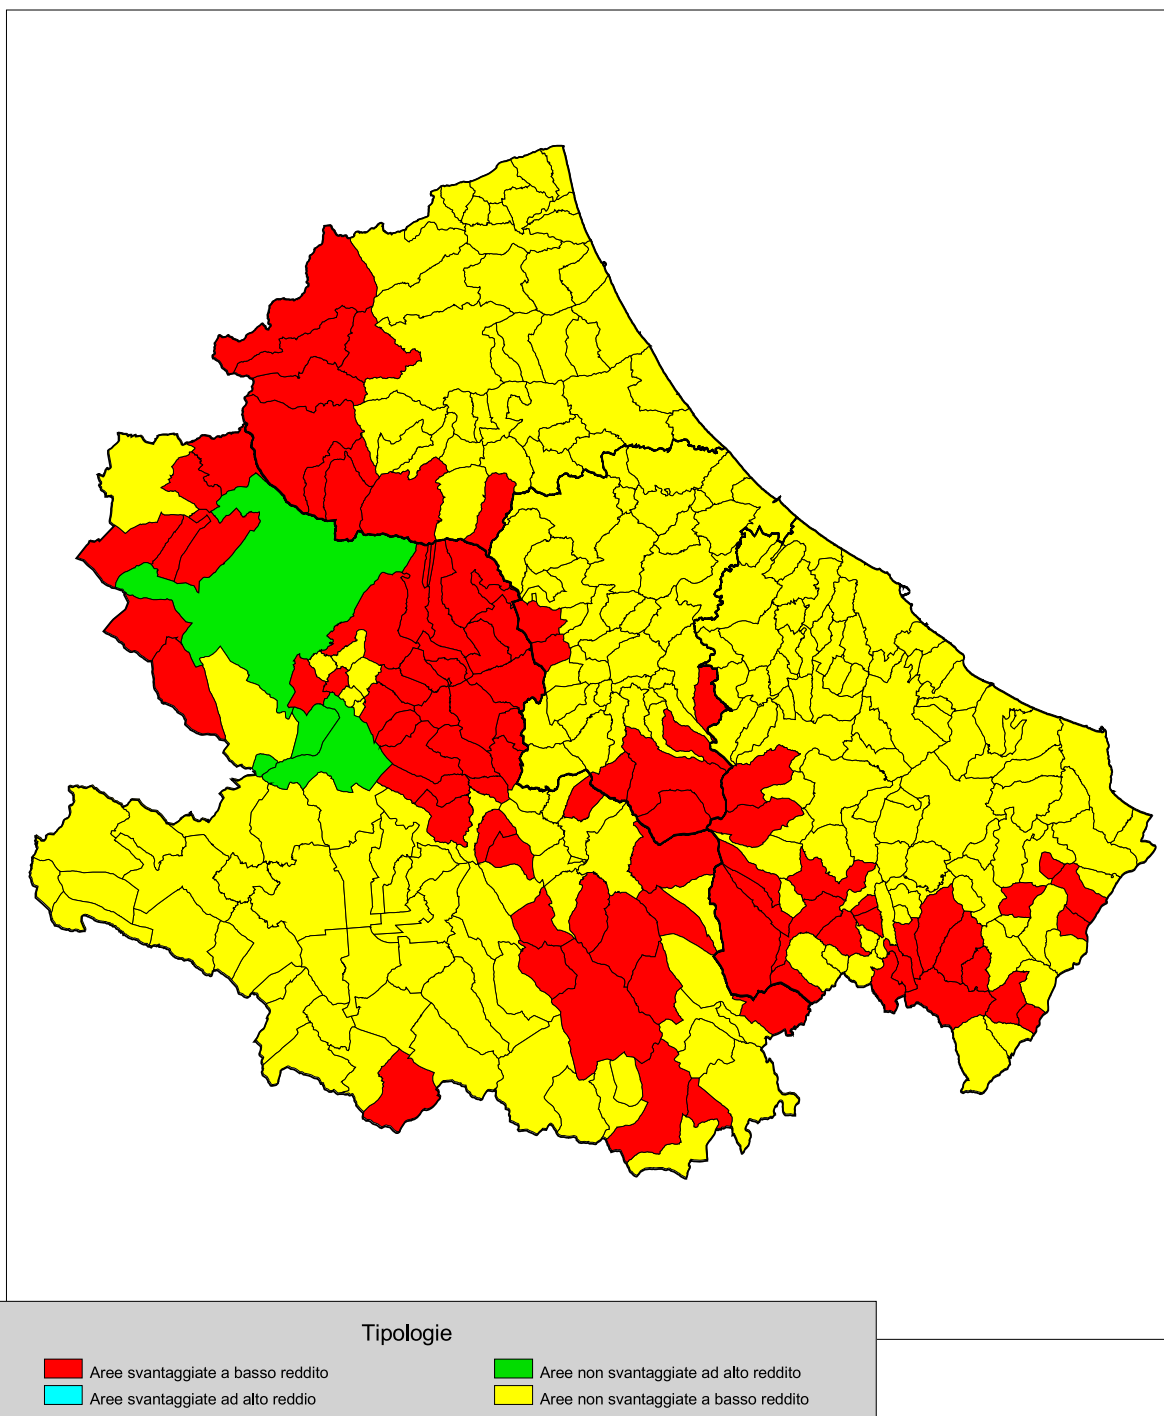 Tipologie
Aree svantaggiate a basso reddito
Aree non svantaggiate ad alto reddito
Aree svantaggiate ad alto reddio
Aree non svantaggiate a basso reddito